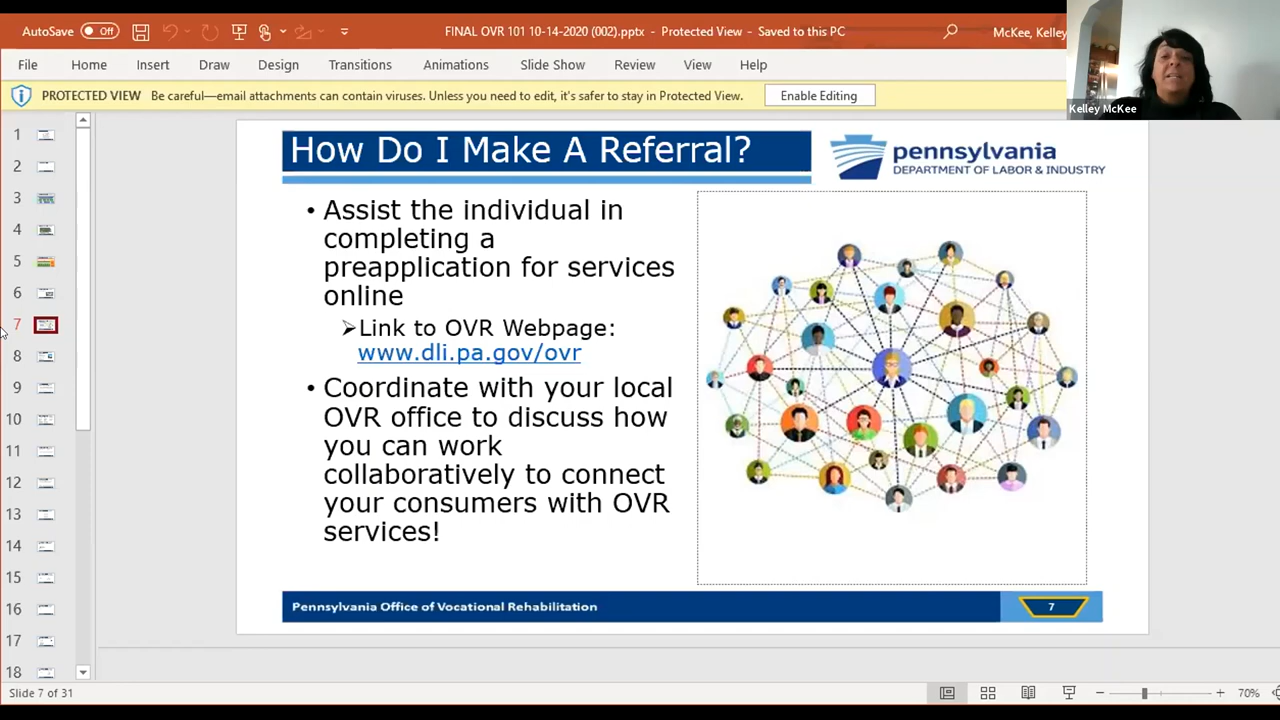 AutoSave Off FINAL OVR 101 10-14-2020 (002).pptx - Protected View - Saved to this PC McKee, Kelley
File Home Insert Draw Design Transitions Animations Slide Show Review View Help
PROTECTED VIEW Be careful—email attachments can contain viruses. Unless you need to edit, it's safer to stay in Protected View. Enable Editing
Kelley McKee
1
2
3
4
5
6
7
8
9
10
11
12
13
14
15
16
17
18
How Do I Make A Referral?
pennsylvania
DEPARTMENT OF LABOR & INDUSTRY
• Assist the individual in
completing a
preapplication for services
online
➢Link to OVR Webpage:
www.dli.pa.gov/ovr
• Coordinate with your local
OVR office to discuss how
you can work
collaboratively to connect
your consumers with OVR
services!
Pennsylvania Office of Vocational Rehabilitation 7
Slide 7 of 31 70%